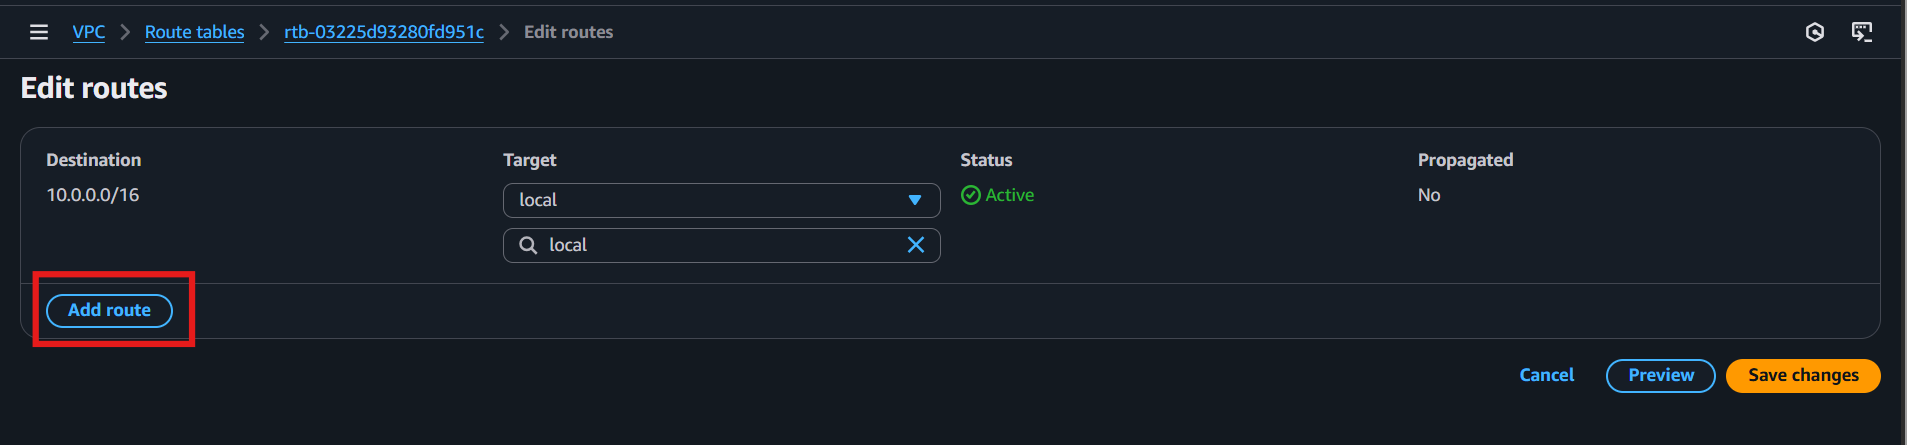 VPC > Route tables > rtb-03225d93280fd951c > Edit routes
Edit routes
Destination Target Status Propagated
10.0.0.0/16 local Active No
local
Add route
Cancel Preview Save changes